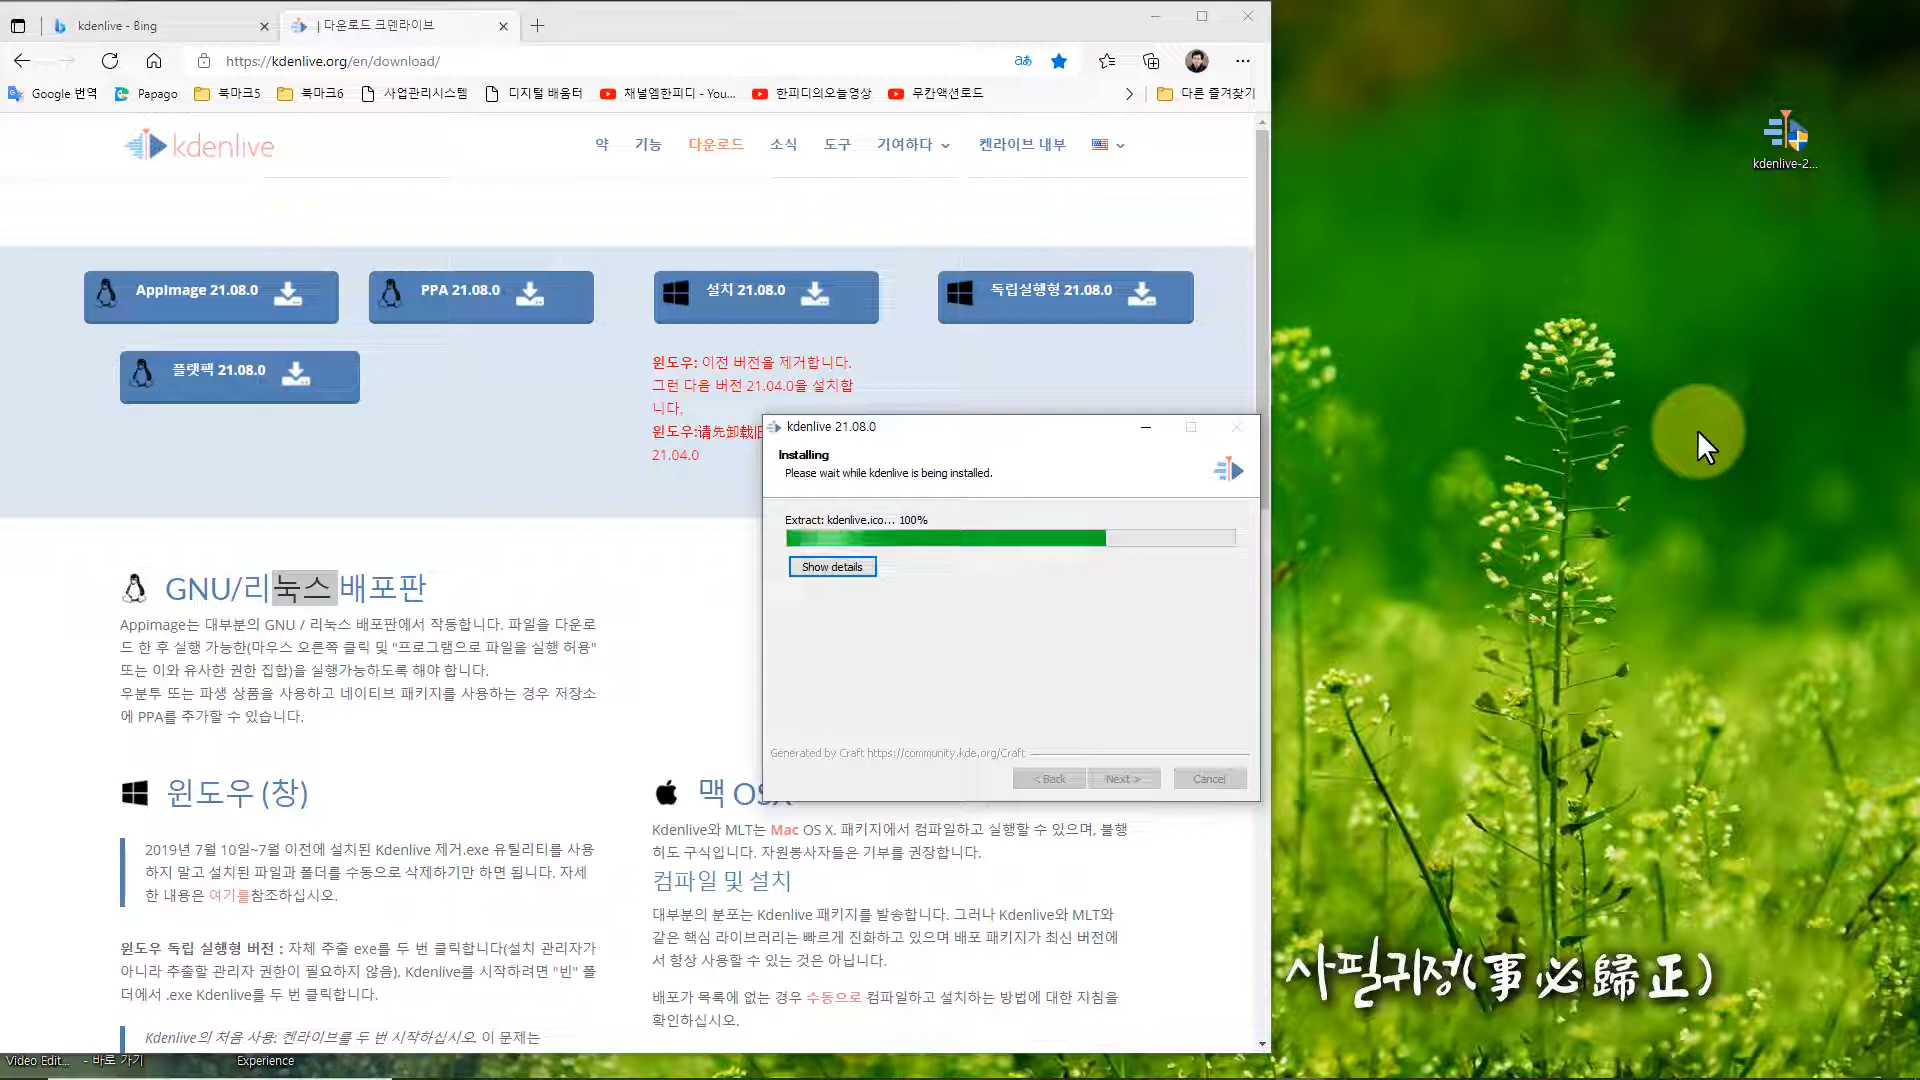 kdenlive - Bing
| 다운로드 크덴라이브
https://kdenlive.org/en/download/
Google 번역
Papago
북마크5
북마크6
사업관리시스템
디지털 배움터
채널엠한피디 - You...
한피디의오늘영상
무칸액션로드
다른 즐겨찾기
kdenlive
약
기능
다운로드
소식
도구
기여하다
켄라이브 내부
AppImage 21.08.0
PPA 21.08.0
설치 21.08.0
독립실행형 21.08.0
플랫팩 21.08.0
윈도우: 이전 버전을 제거합니다.
그런 다음 버전 21.04.0을 설치합
니다.
윈도우:请先卸载旧
21.04.0
kdenlive 21.08.0
Installing
Please wait while kdenlive is being installed.
Extract: kdenlive.ico... 100%
Show details
Generated by Craft https://community.kde.org/Craft
< Back
Next >
Cancel
GNU/리눅스 배포판
Appimage는 대부분의 GNU / 리눅스 배포판에서 작동합니다. 파일을 다운로
드 한 후 실행 가능한(마우스 오른쪽 클릭 및 "프로그램으로 파일을 실행 허용"
또는 이와 유사한 권한 집합)을 실행가능하도록 해야 합니다.
우분투 또는 파생 상품을 사용하고 네이티브 패키지를 사용하는 경우 저장소
에 PPA를 추가할 수 있습니다.
윈도우 (창)
2019년 7월 10일~7월 이전에 설치된 Kdenlive 제거.exe 유틸리티를 사용
하지 말고 설치된 파일과 폴더를 수동으로 삭제하기만 하면 됩니다. 자세
한 내용은 여기를참조하십시오.
윈도우 독립 실행형 버전 : 자체 추출 exe를 두 번 클릭합니다(설치 관리자가
아니라 추출할 관리자 권한이 필요하지 않음). Kdenlive를 시작하려면 "빈" 폴
더에서 .exe Kdenlive를 두 번 클릭합니다.
Kdenlive의 처음 사용: 켄라이브를 두 번 시작하십시오. 이 문제는
맥 OSX
Kdenlive와 MLT는 Mac OS X. 패키지에서 컴파일하고 실행할 수 있으며, 불행
히도 구식입니다. 자원봉사자들은 기부를 권장합니다.
컴파일 및 설치
대부분의 분포는 Kdenlive 패키지를 발송합니다. 그러나 Kdenlive와 MLT와
같은 핵심 라이브러리는 빠르게 진화하고 있으며 배포 패키지가 최신 버전에
서 항상 사용할 수 있는 것은 아닙니다.
배포가 목록에 없는 경우 수동으로 컴파일하고 설치하는 방법에 대한 지침을
확인하십시오.
kdenlive-2...
사필귀정(事必歸正)
Video Edit... - 바로 가기
Experience